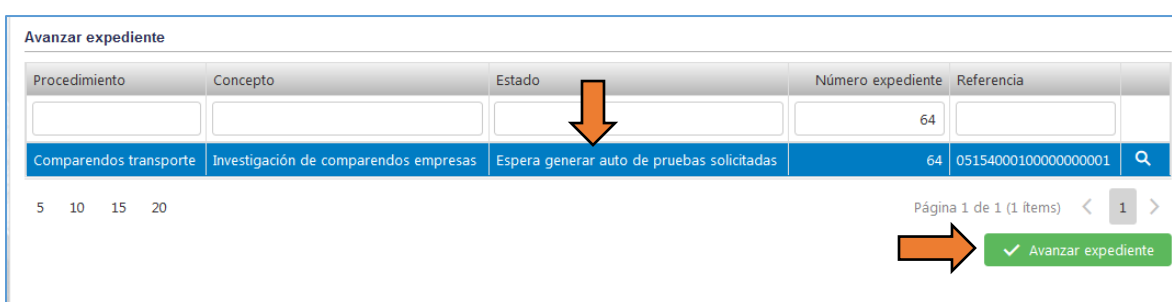 Avanzar expediente
Procedimiento Concepto Estado Número expediente Referencia
64
Comparendos transporte Investigación de comparendos empresas Espera generar auto de pruebas solicitadas 64 05154000100000000001
5 10 15 20 Página 1 de 1 (1 ítems) < 1 >
Avanzar expediente